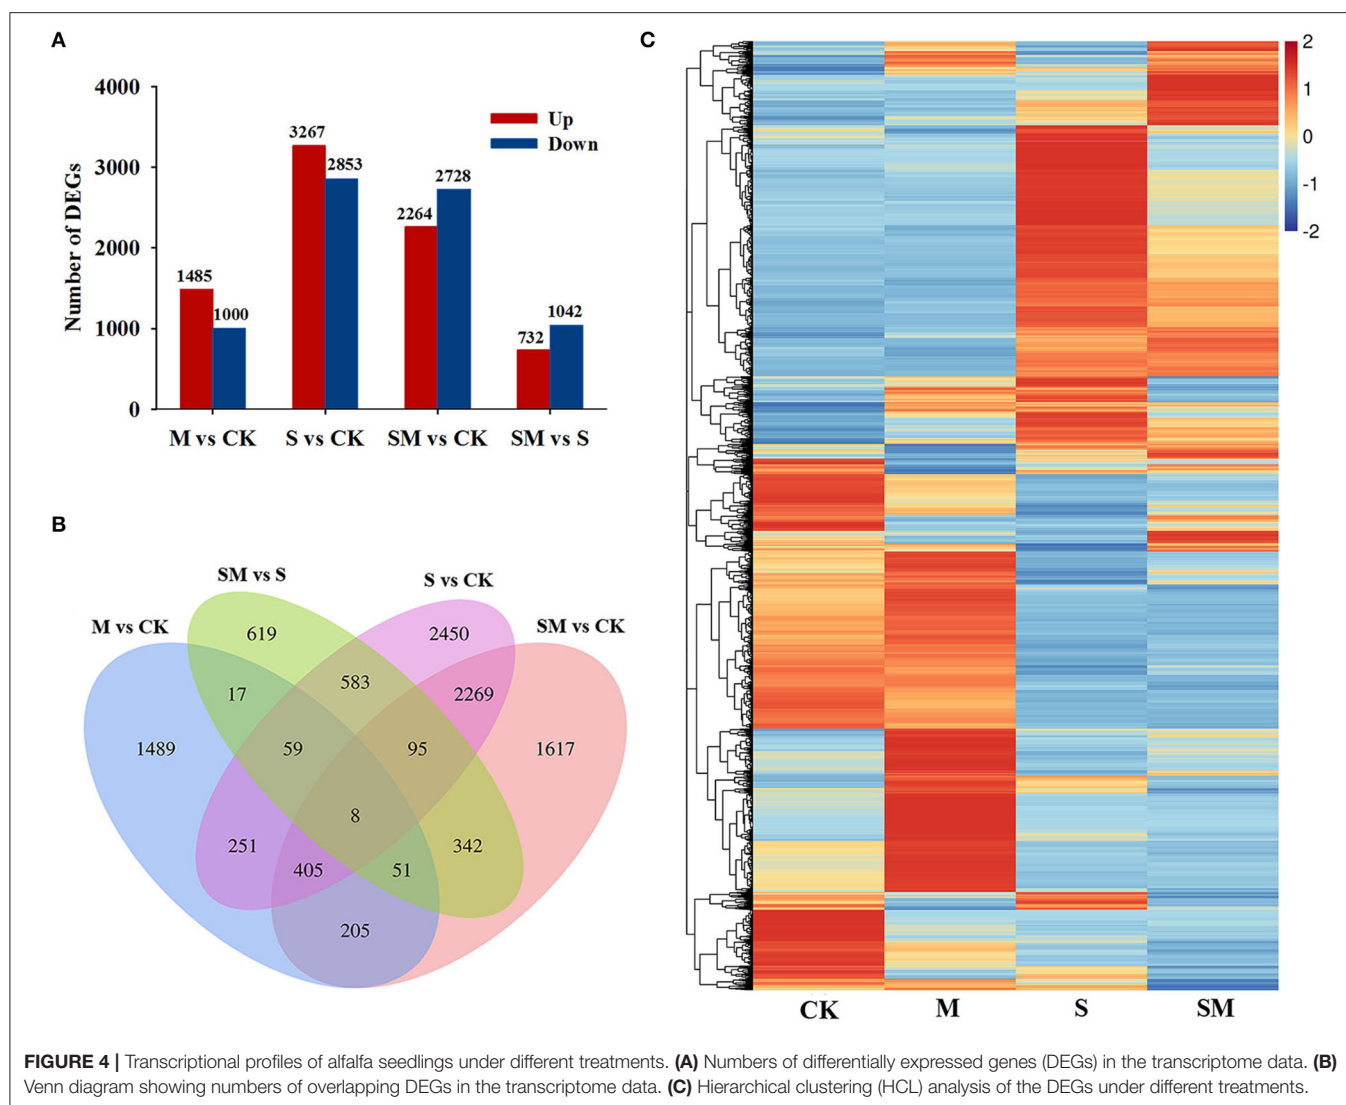 A
4000
3000
2000
1000
0
Number of DEGs
Up
Down
1485
1000
3267
2853
2264
2728
732
1042
M vs CK
S vs CK
SM vs CK
SM vs S
B
SM vs S
S vs CK
M vs CK
SM vs CK
619
2450
17
583
2269
1489
59
95
1617
8
251
405
51
342
205
C
2
1
0
-1
-2
CK
M
S
SM
FIGURE 4 | Transcriptional profiles of alfalfa seedlings under different treatments. (A) Numbers of differentially expressed genes (DEGs) in the transcriptome data. (B)
Venn diagram showing numbers of overlapping DEGs in the transcriptome data. (C) Hierarchical clustering (HCL) analysis of the DEGs under different treatments.